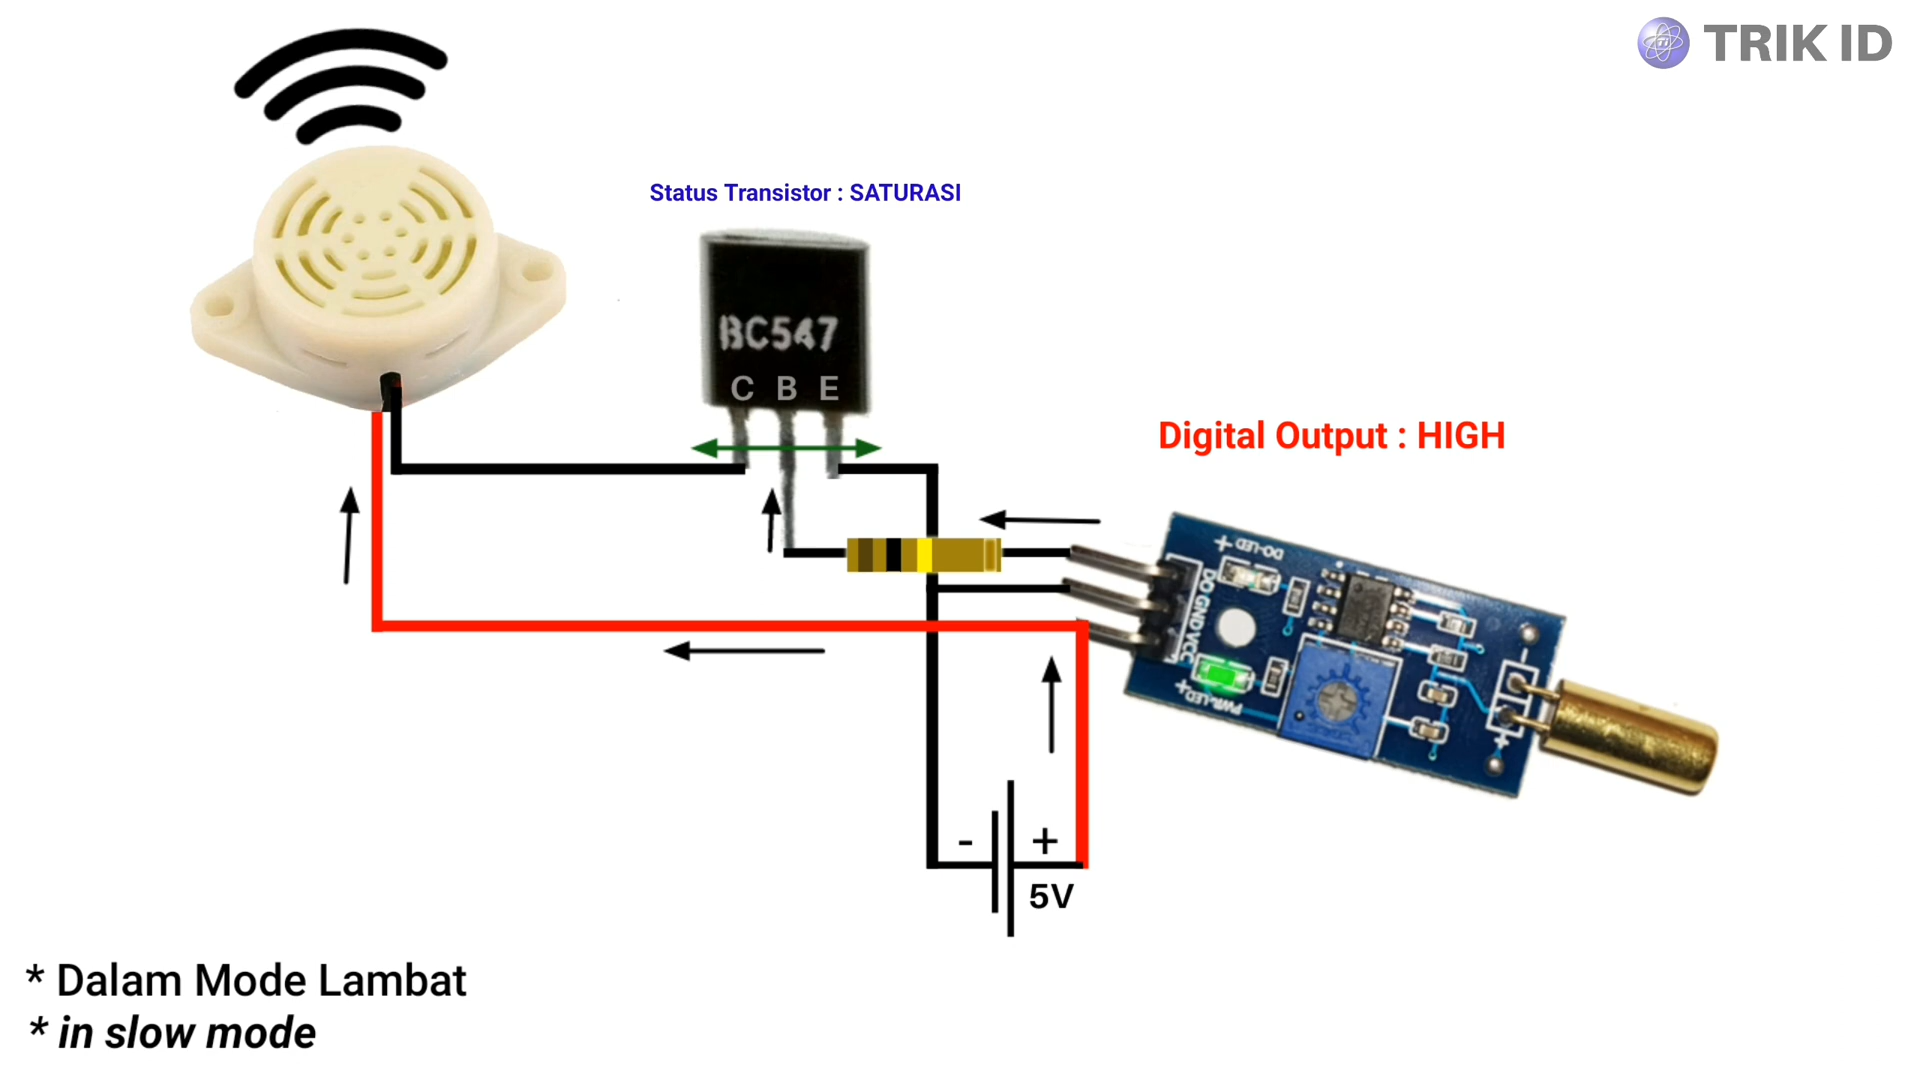 TRIK ID
Status Transistor : SATURASI
BC547
C B E
Digital Output : HIGH
DO-LED
+
DO GND VCC
+
PWR-LED
-
+
- +
5V
* Dalam Mode Lambat
* in slow mode